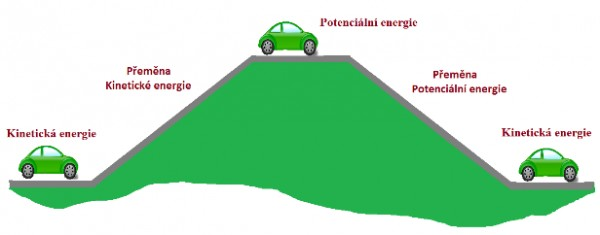 Potenciální energie
Přeměna
Kinetické energie
Přeměna
Potenciální energie
Kinetická energie
Kinetická energie